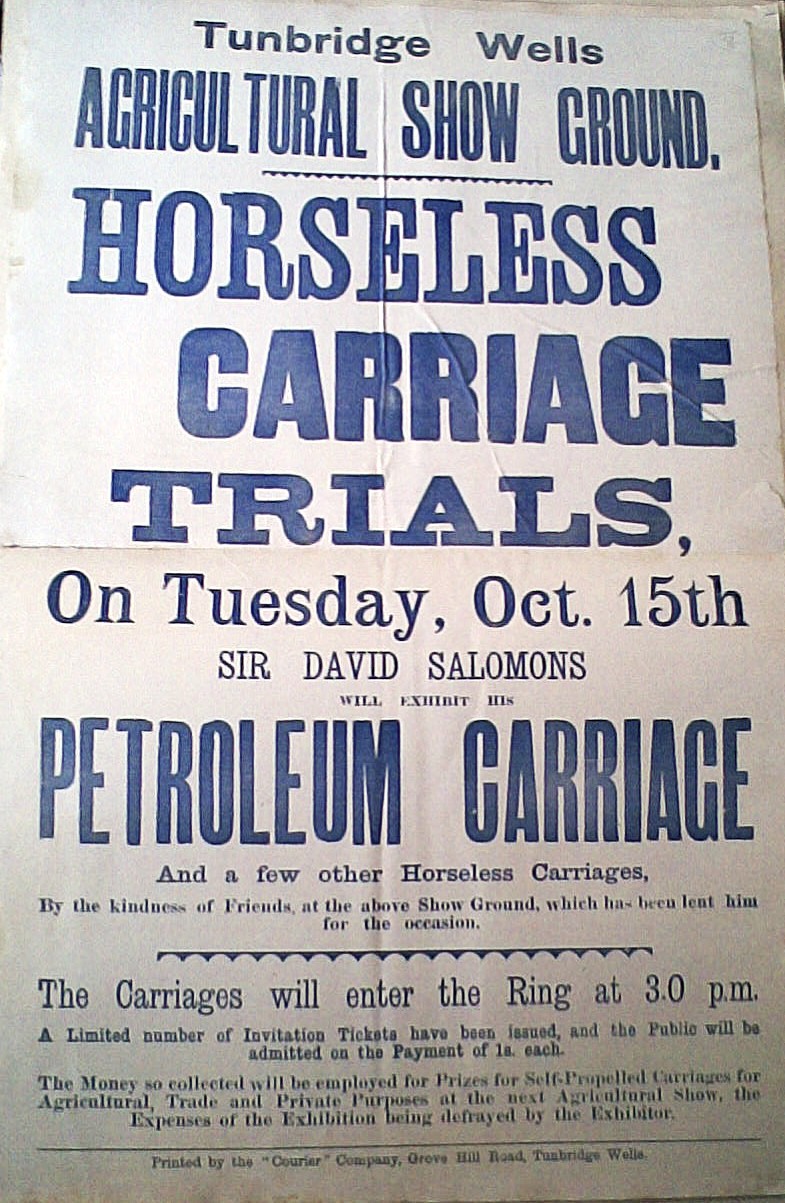 Tunbridge Wells
AGRICULTURAL SHOW GROUND.
HORSELESS
CARRIAGE
TRIALS,
On Tuesday, Oct. 15th
SIR DAVID SALOMONS
WILL EXHIBIT HIS
PETROLEUM CARRIAGE
And a few other Horseless Carriages,
By the kindness of Friends, at the above Show Ground, which has been lent him
for the occasion.
The Carriages will enter the Ring at 3.0 p.m.
A Limited number of Invitation Tickets have been issued, and the Public will be
admitted on the Payment of 1s. each.
The Money so collected will be employed for Prizes for Self-Propelled Carriages for
Agricultural, Trade and Private Purposes at the next Agricultural Show, the
Expenses of the Exhibition being defrayed by the Exhibitor.
Printed by the "Courier" Company, Grove Hill Road, Tunbridge Wells.